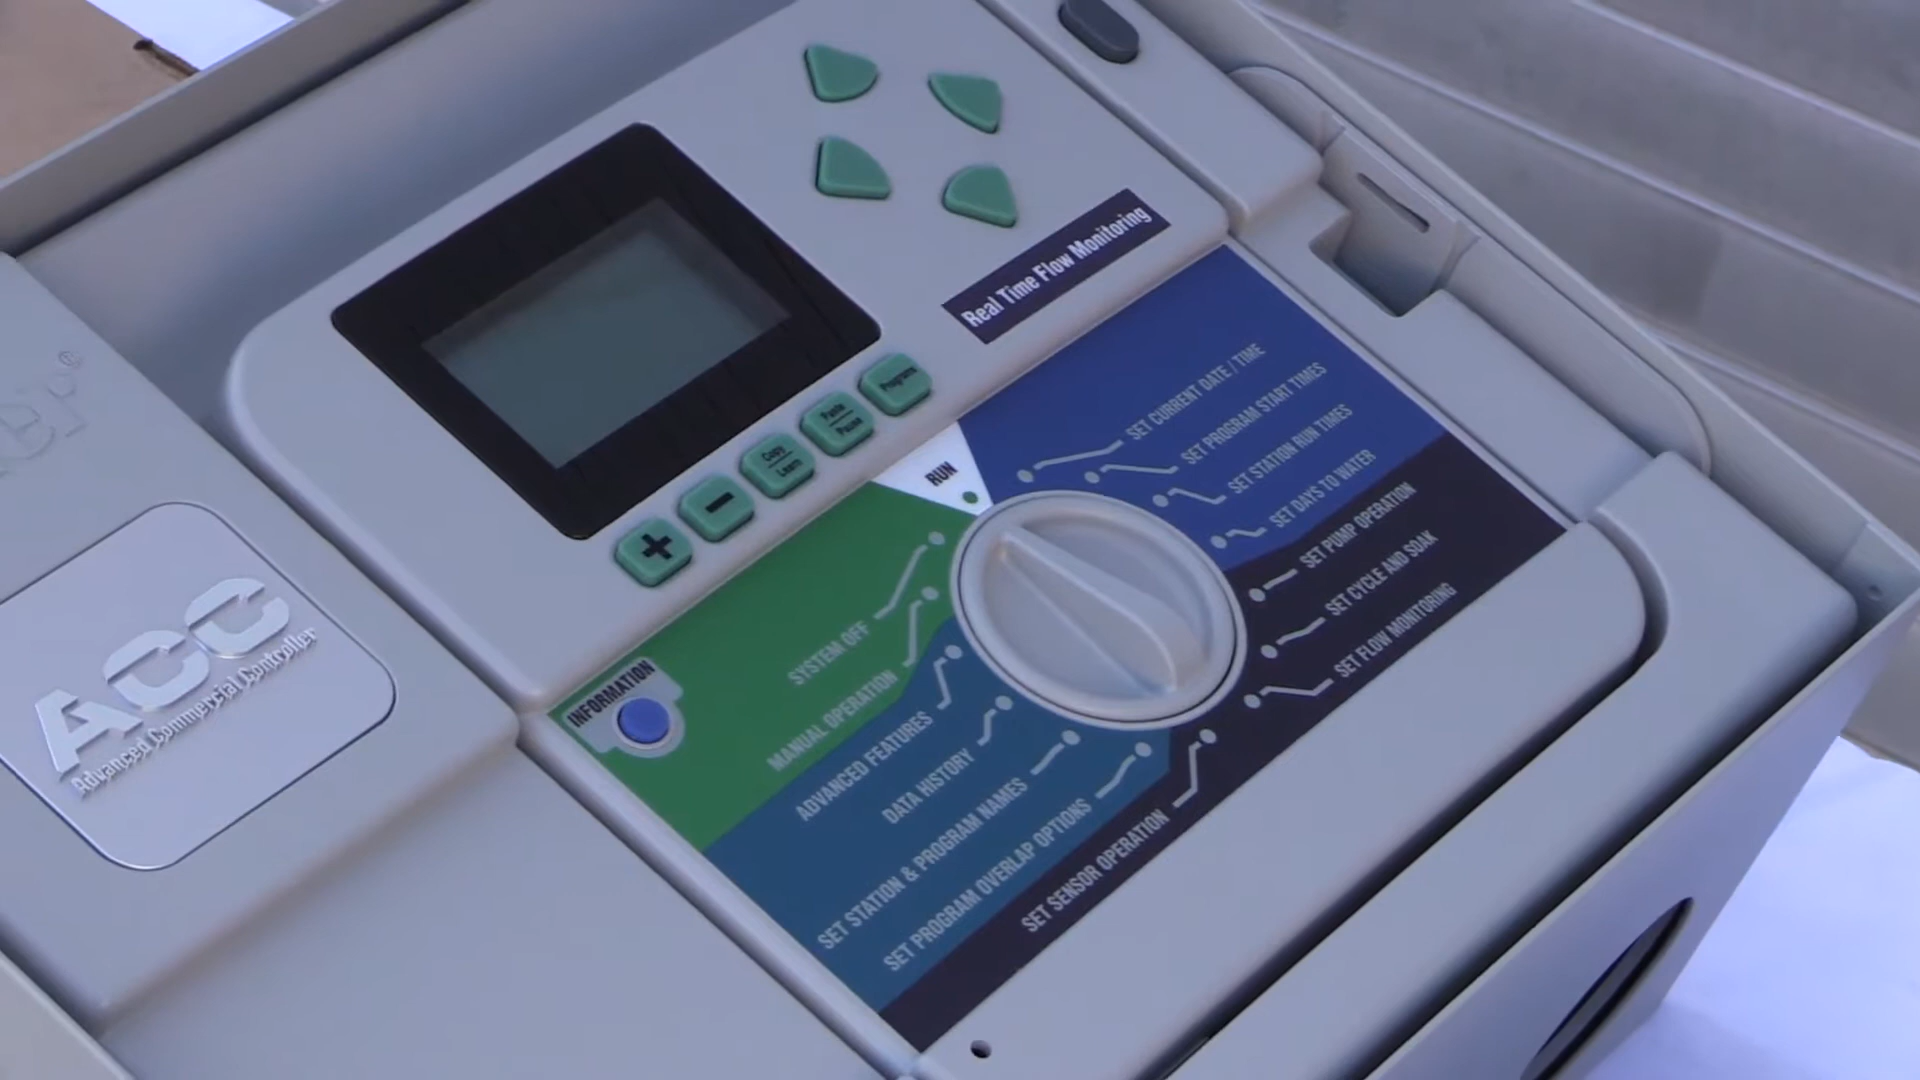 Real Time Flow Monitoring
+
−
Copy
Learn
Paste
Pause
Programs
RUN
SET CURRENT DATE / TIME
SET PROGRAM START TIMES
SET STATION RUN TIMES
SET DAYS TO WATER
SET PUMP OPERATION
SET CYCLE AND SOAK
SET FLOW MONITORING
SET SENSOR OPERATION
SET PROGRAM OVERLAP OPTIONS
SET STATION & PROGRAM NAMES
DATA HISTORY
ADVANCED FEATURES
MANUAL OPERATION
SYSTEM OFF
INFORMATION
ACC
Advanced Commercial Controller